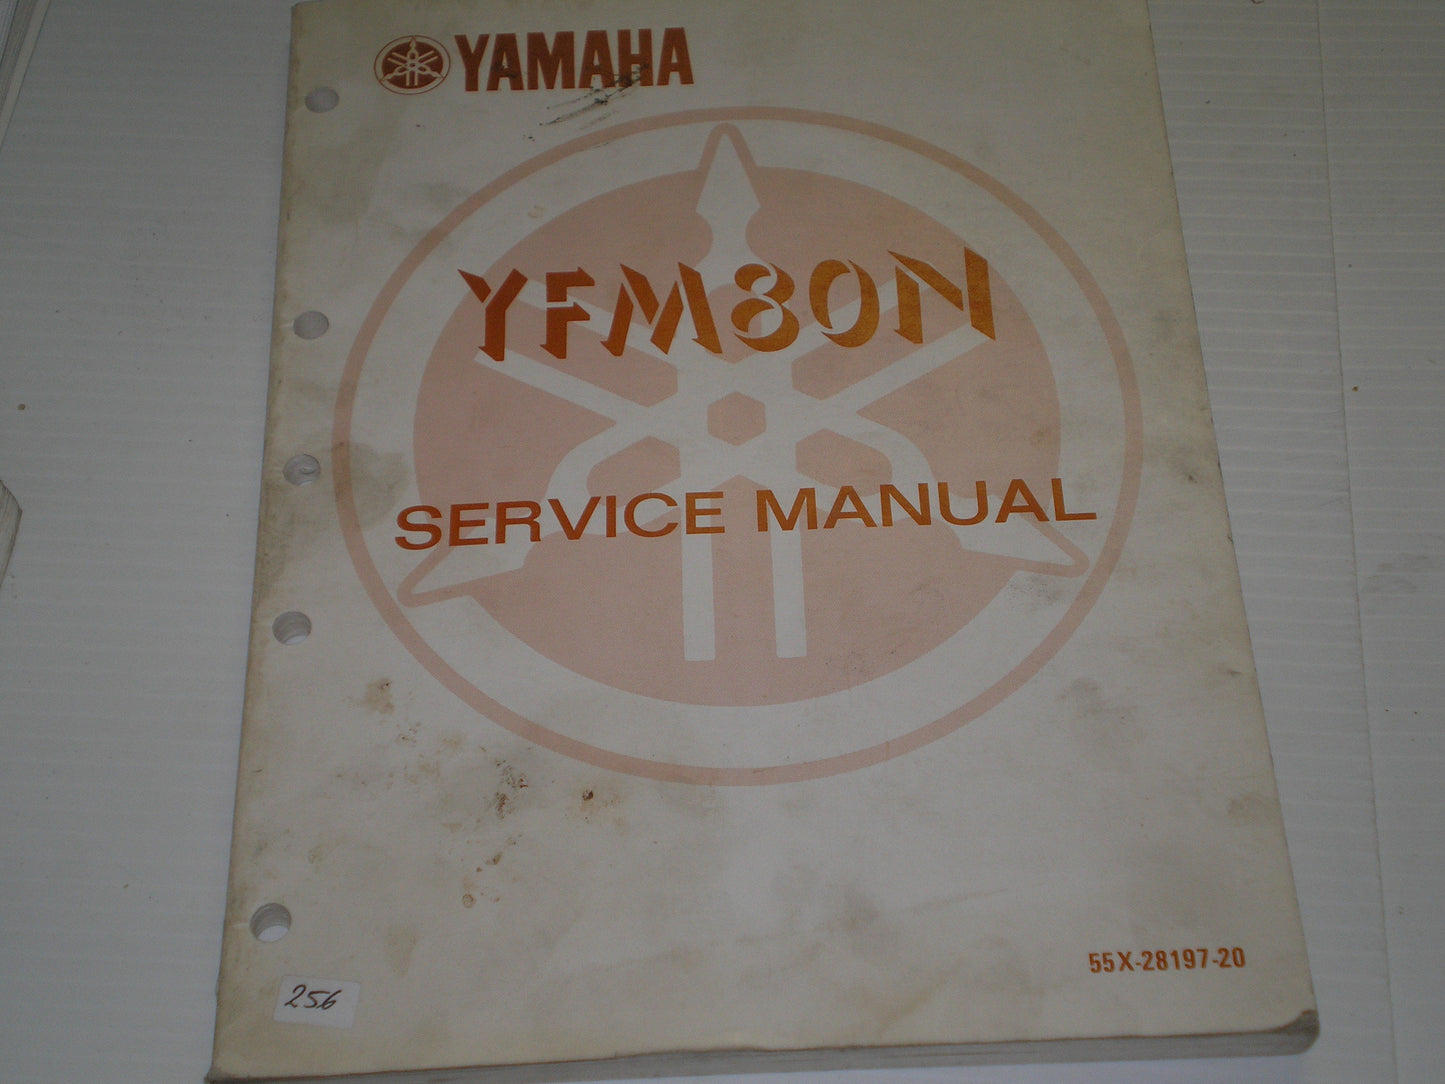 YAMAHA
YFM80N
SERVICE MANUAL
55X-28197-20
256